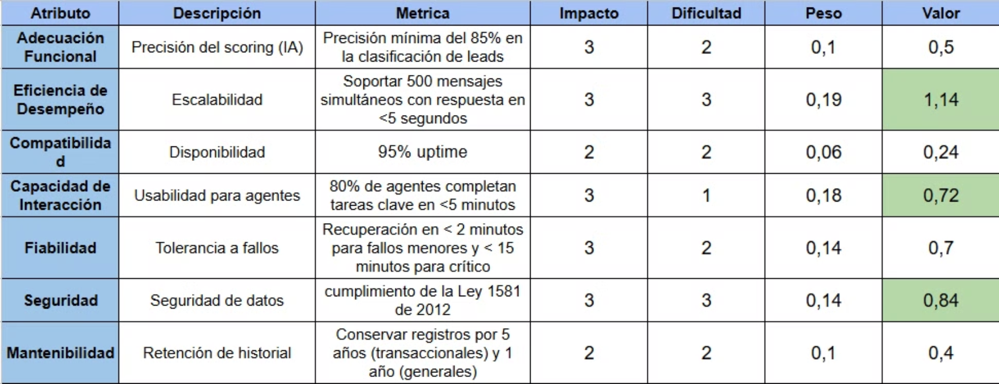 Atributo Descripción Metrica Impacto Dificultad Peso Valor
Adecuación
Funcional
Precisión del scoring (IA)
Precisión mínima del 85% en
la clasificación de leads
3 2 0,1 0,5
Eficiencia de
Desempeño
Escalabilidad
Soportar 500 mensajes
simultáneos con respuesta en
<5 segundos
3 3 0,19 1,14
Compatibilida
d
Disponibilidad
95% uptime
2 2 0,06 0,24
Capacidad de
Interacción
Usabilidad para agentes
80% de agentes completan
tareas clave en <5 minutos
3 1 0,18 0,72
Fiabilidad
Tolerancia a fallos
Recuperación en < 2 minutos
para fallos menores y < 15
minutos para crítico
3 2 0,14 0,7
Seguridad
Seguridad de datos
cumplimiento de la Ley 1581
de 2012
3 3 0,14 0,84
Mantenibilidad
Retención de historial
Conservar registros por 5
años (transaccionales) y 1
año (generales)
2 2 0,1 0,4